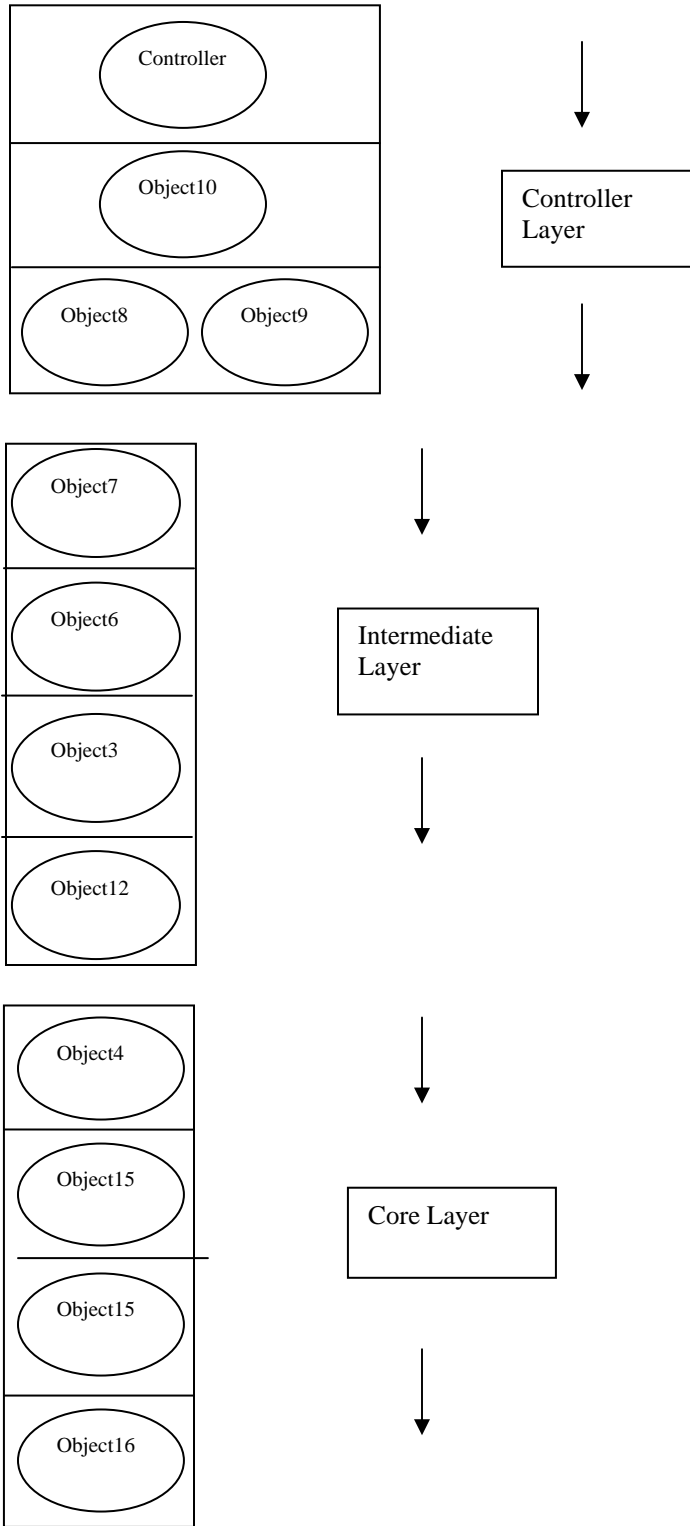 Controller
Object10
Controller
Layer
Object8
Object9
Object7
Object6
Intermediate
Layer
Object3
Object12
Object4
Object15
Core Layer
Object15
Object16